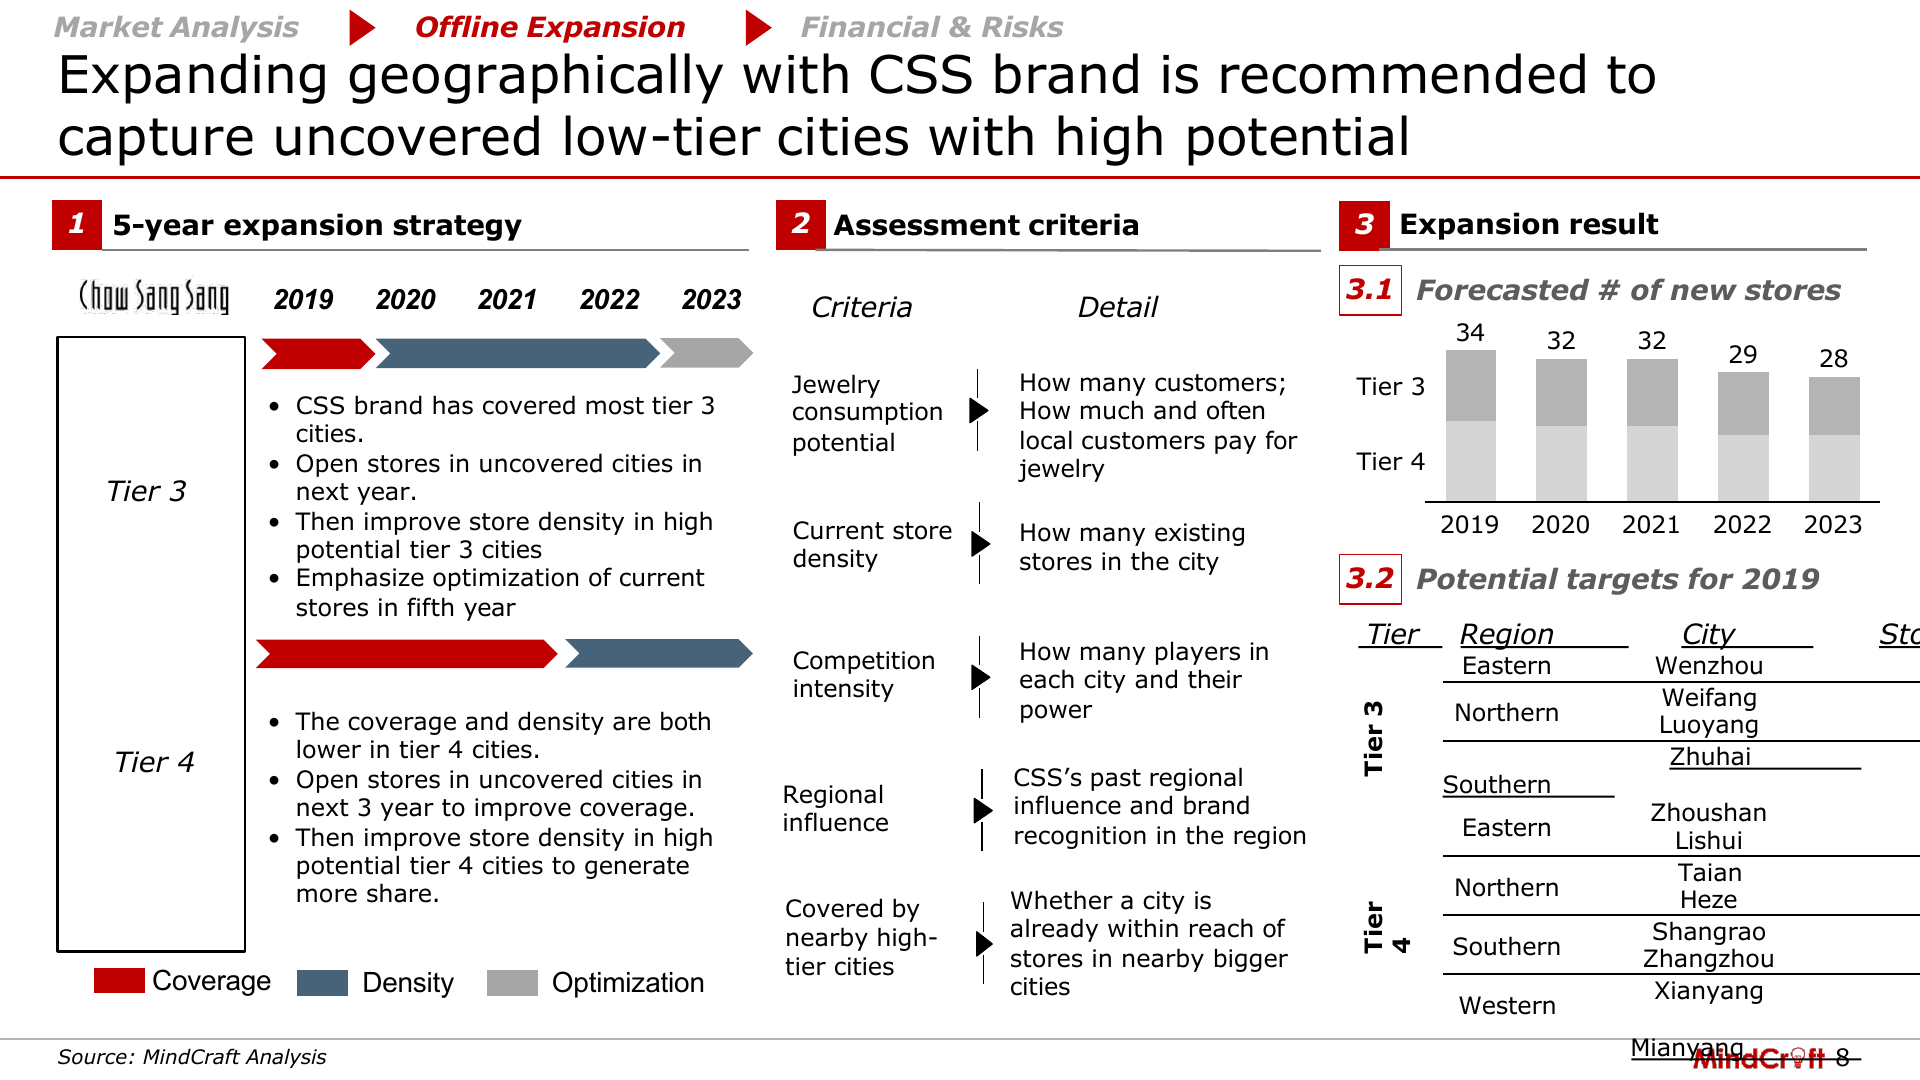 Market Analysis
Offline Expansion
Financial & Risks
Expanding geographically with CSS brand is recommended to
capture uncovered low-tier cities with high potential
1
5-year expansion strategy
Chow Sang Sang
2019
2020
2021
2022
2023
Tier 3
• CSS brand has covered most tier 3
cities.
• Open stores in uncovered cities in
next year.
• Then improve store density in high
potential tier 3 cities
• Emphasize optimization of current
stores in fifth year
Tier 4
• The coverage and density are both
lower in tier 4 cities.
• Open stores in uncovered cities in
next 3 year to improve coverage.
• Then improve store density in high
potential tier 4 cities to generate
more share.
Coverage
Density
Optimization
2
Assessment criteria
Criteria
Detail
Jewelry
consumption
potential
How many customers;
How much and often
local customers pay for
jewelry
Current store
density
How many existing
stores in the city
Competition
intensity
How many players in
each city and their
power
Regional
influence
CSS’s past regional
influence and brand
recognition in the region
Covered by
nearby high-
tier cities
Whether a city is
already within reach of
stores in nearby bigger
cities
3
Expansion result
3.1
Forecasted # of new stores
34
32
32
29
28
Tier 3
Tier 4
2019
2020
2021
2022
2023
3.2
Potential targets for 2019
Tier
Region
City
Sto
Tier 3
Eastern
Wenzhou
Northern
Weifang
Luoyang
Zhuhai
Southern
Tier
4
Eastern
Zhoushan
Lishui
Northern
Taian
Heze
Southern
Shangrao
Zhangzhou
Western
Xianyang
Mianyang
Source: MindCraft Analysis
MindCraft
8